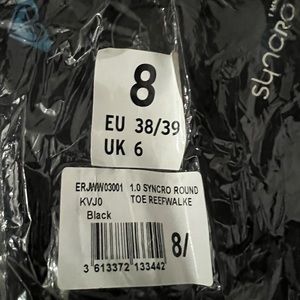 syncro
8
EU 38/39
UK 6
ERJWW03001 1.0 SYNCRO ROUND
KVJ0 TOE REEFWALKE
Black
8/
3 613372 133442